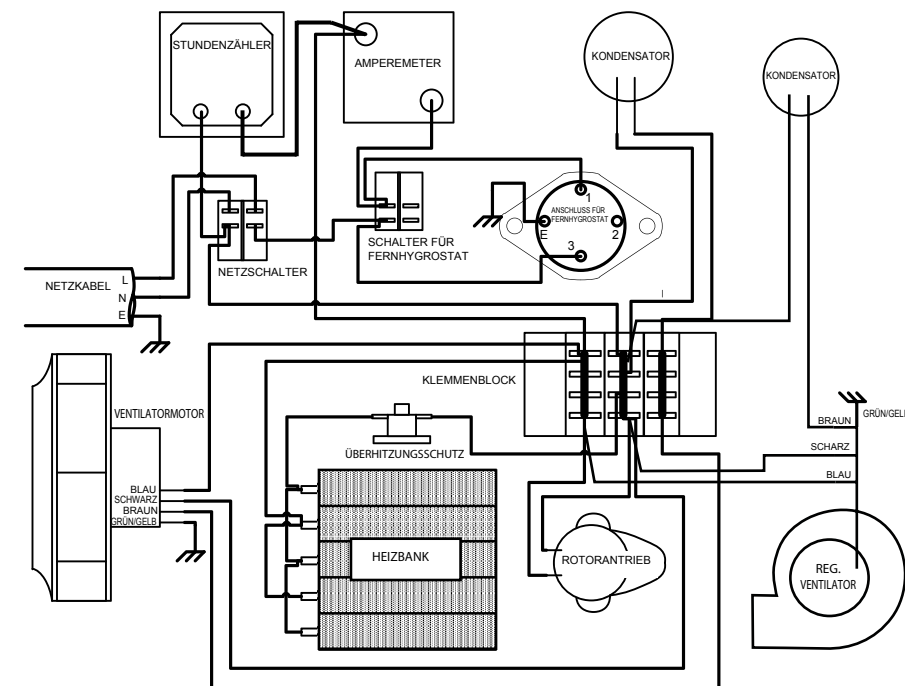 STUNDENZÄHLER
AMPEREMETER
KONDENSATOR
KONDENSATOR
1
ANSCHLUSS FÜR
FERNHYGROSTAT
E
2
3
SCHALTER FÜR
FERNHYGROSTAT
NETZSCHALTER
NETZKABEL
L
N
E
KLEMMENBLOCK
VENTILATORMOTOR
ÜBERHITZUNGSSCHUTZ
GRÜN/GELB
BRAUN
SCHARZ
BLAU
BLAU
SCHWARZ
BRAUN
GRÜN/GELB
HEIZBANK
ROTORANTRIEB
REG.
VENTILATOR